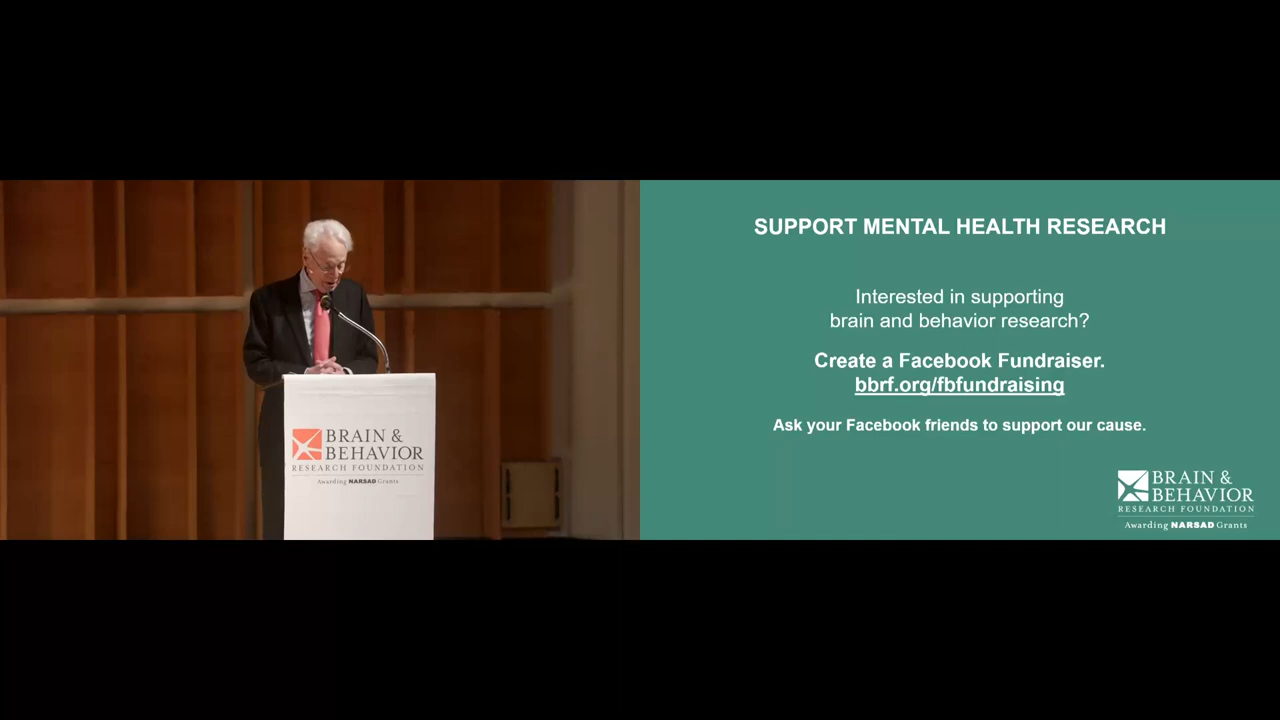 BRAIN &
BEHAVIOR
RESEARCH FOUNDATION
Awarding NARSAD Grants
SUPPORT MENTAL HEALTH RESEARCH
Interested in supporting
brain and behavior research?
Create a Facebook Fundraiser.
bbrf.org/fbfundraising
Ask your Facebook friends to support our cause.
BRAIN &
BEHAVIOR
RESEARCH FOUNDATION
Awarding NARSAD Grants